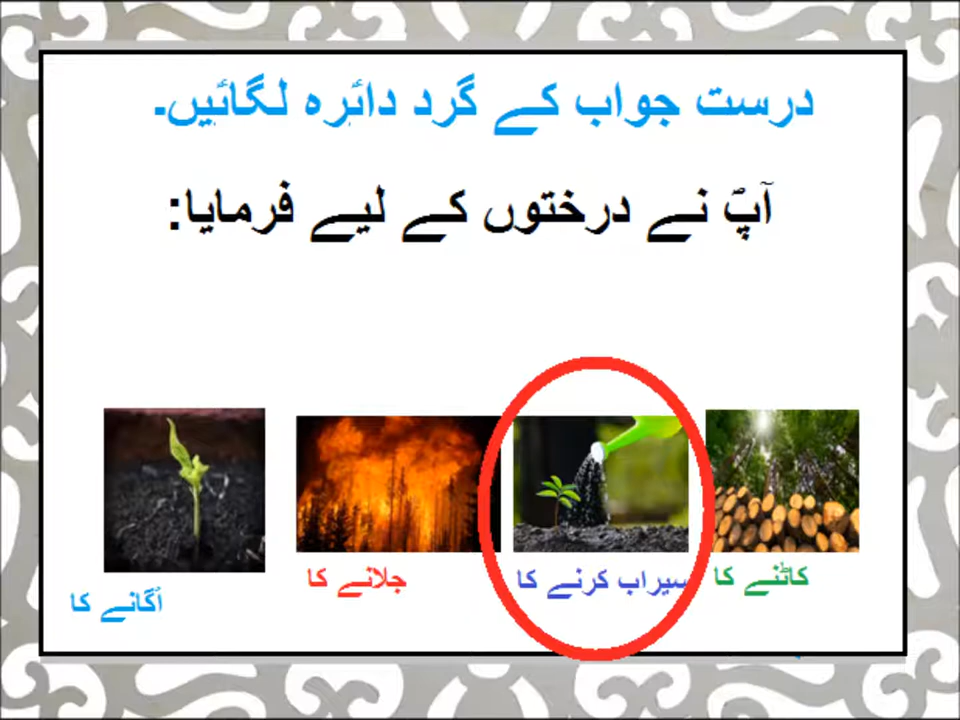 درست جواب کے گرد دائرہ لگائیں۔
آپؐ نے درختوں کے لیے فرمایا:
کاٹنے کا
سیراب کرنے کا
جلانے کا
اُگانے کا